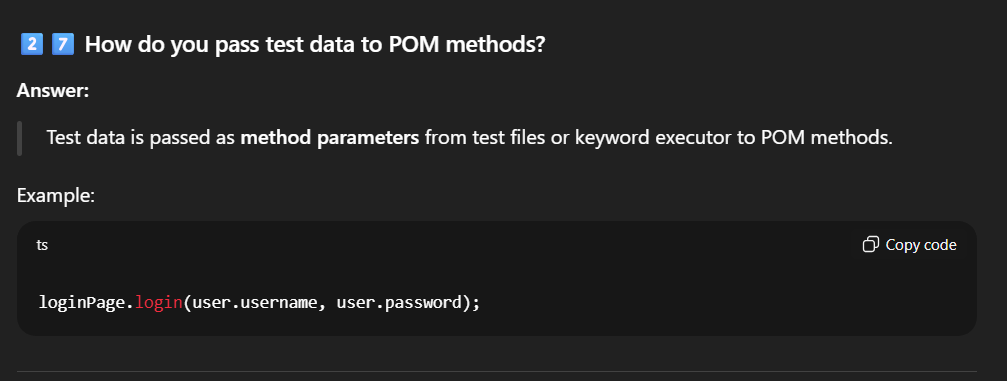 2 7 How do you pass test data to POM methods?
Answer:
Test data is passed as method parameters from test files or keyword executor to POM methods.
Example:
ts
Copy code
loginPage.login(user.username, user.password);